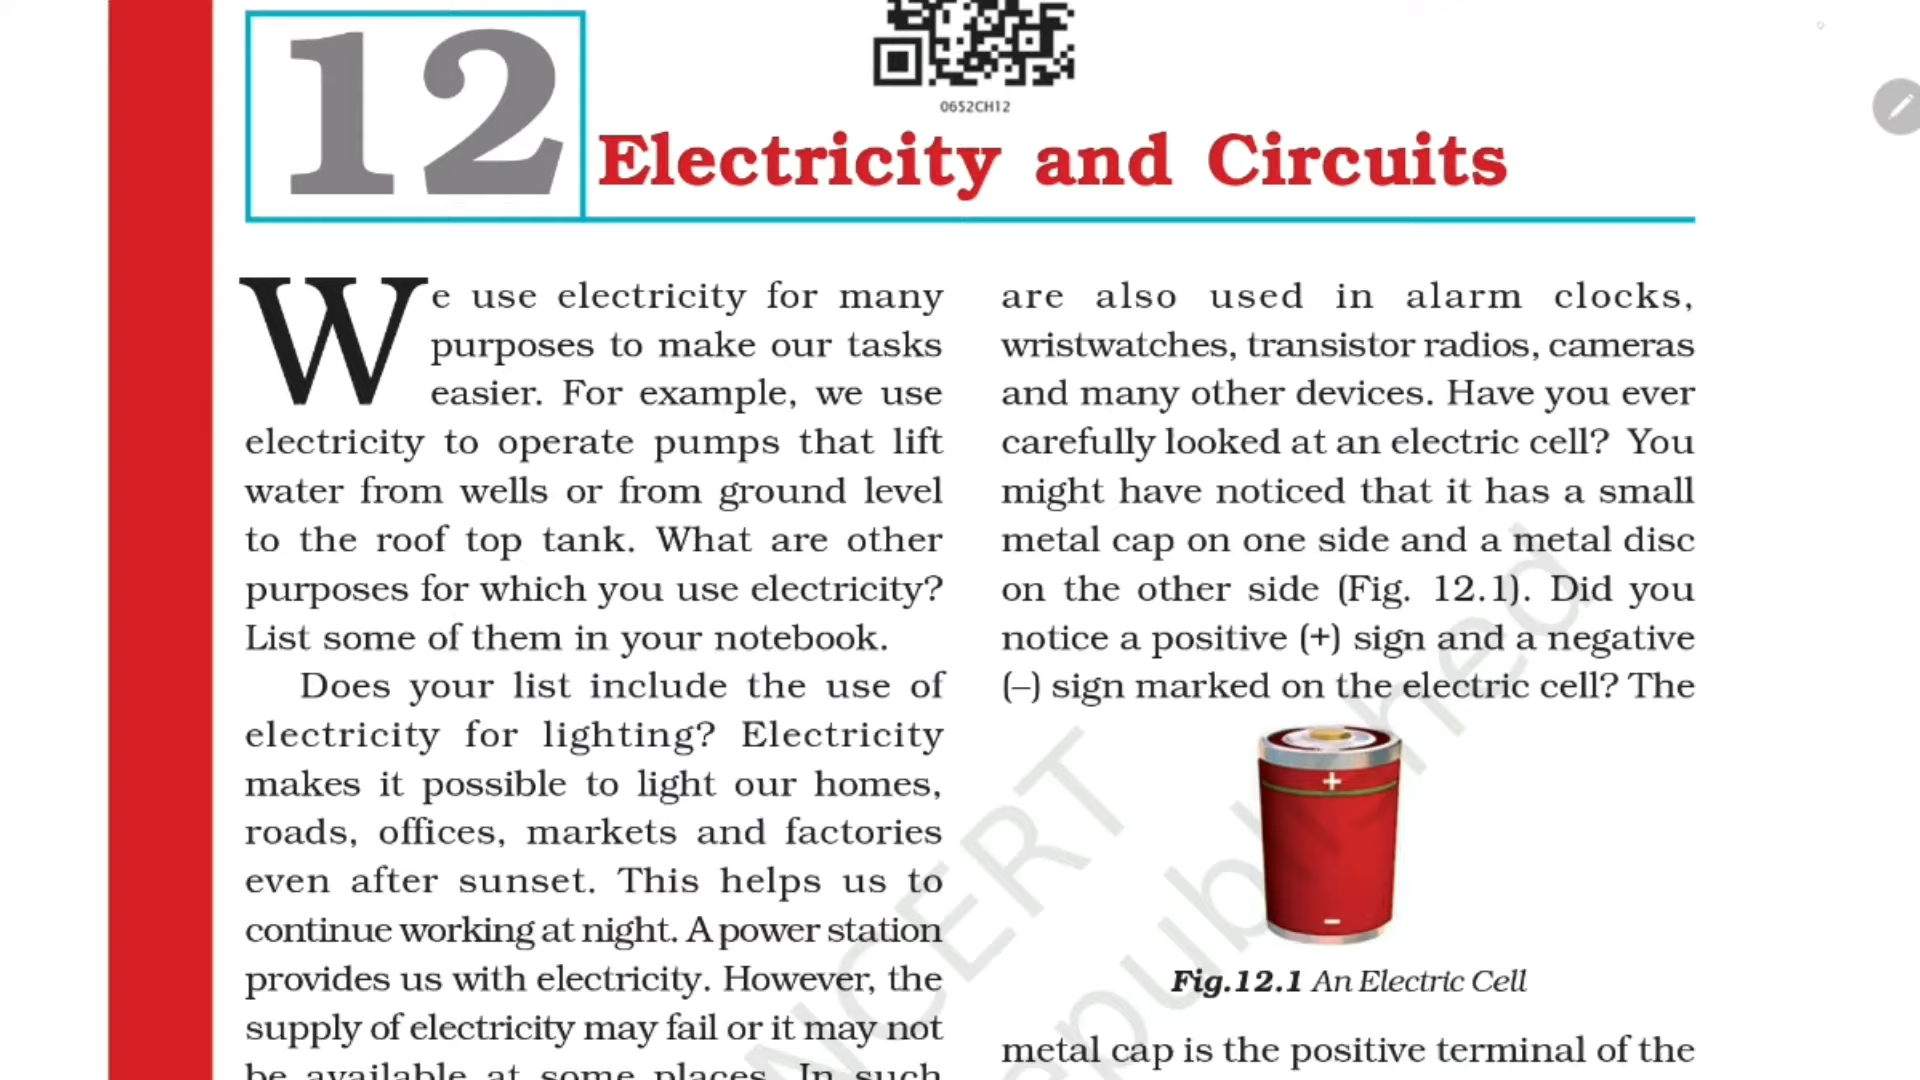 12
0652CH12
Electricity and Circuits
We use electricity for many
purposes to make our tasks
easier. For example, we use
electricity to operate pumps that lift
water from wells or from ground level
to the roof top tank. What are other
purposes for which you use electricity?
List some of them in your notebook.
Does your list include the use of
electricity for lighting? Electricity
makes it possible to light our homes,
roads, offices, markets and factories
even after sunset. This helps us to
continue working at night. A power station
provides us with electricity. However, the
supply of electricity may fail or it may not
be available at some places. In such
are also used in alarm clocks,
wristwatches, transistor radios, cameras
and many other devices. Have you ever
carefully looked at an electric cell? You
might have noticed that it has a small
metal cap on one side and a metal disc
on the other side (Fig. 12.1). Did you
notice a positive (+) sign and a negative
(–) sign marked on the electric cell? The
+
–
Fig.12.1 An Electric Cell
metal cap is the positive terminal of the
NCERT
republished